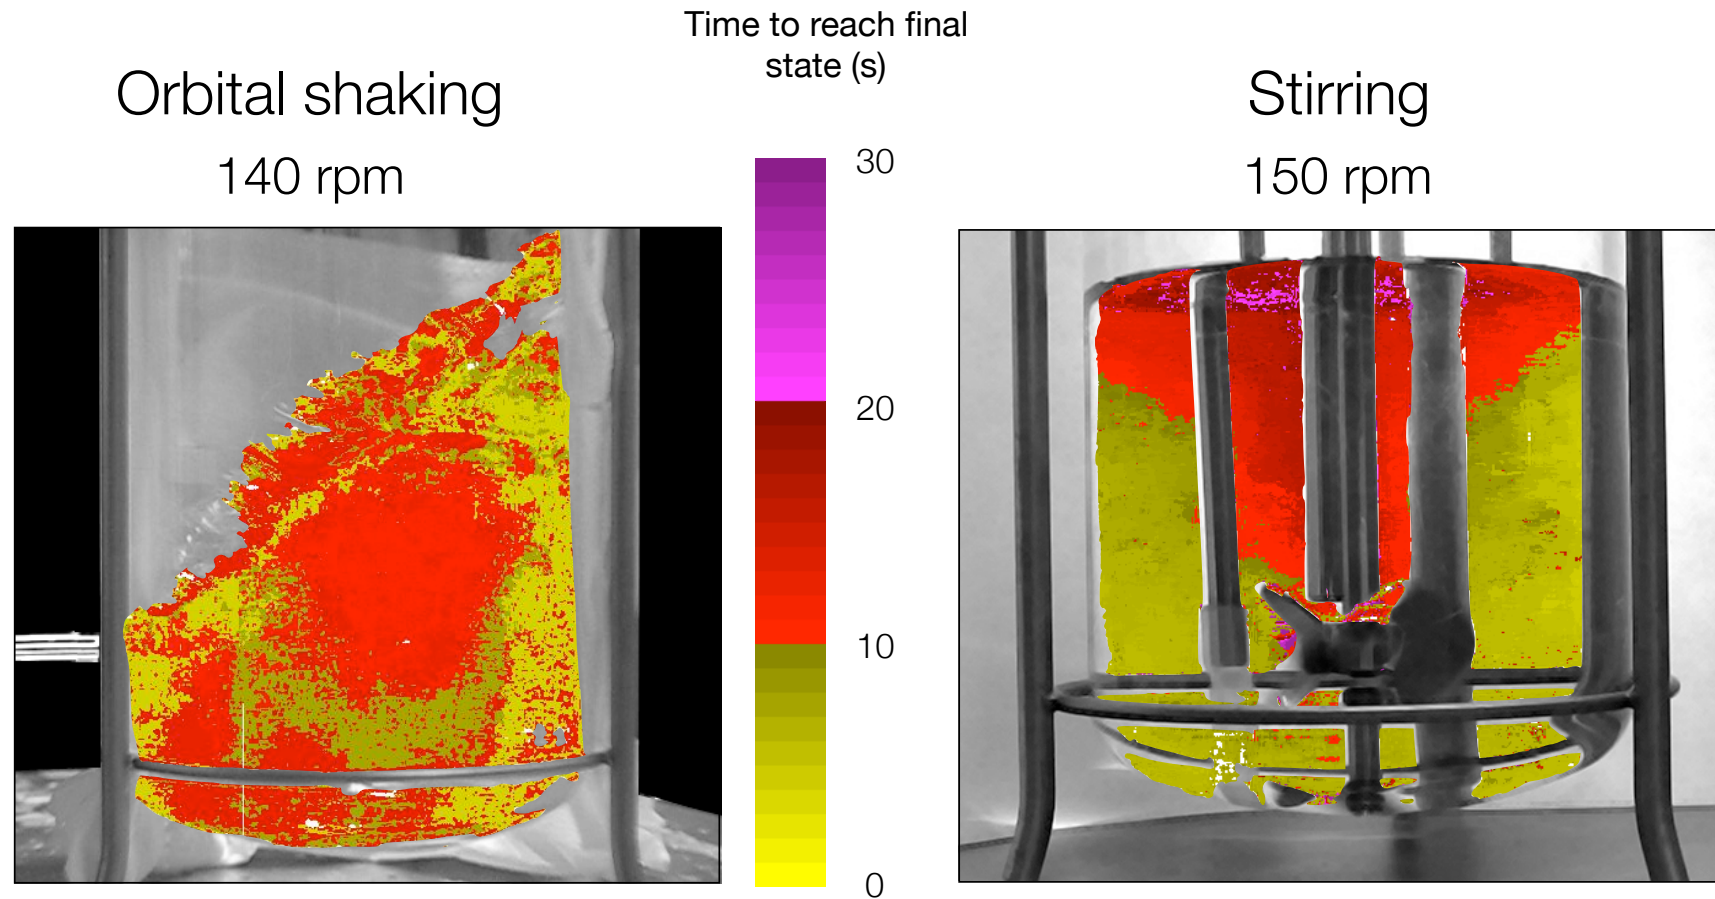 Time to reach final
state (s)
Orbital shaking
140 rpm
Stirring
150 rpm
30
20
10
0